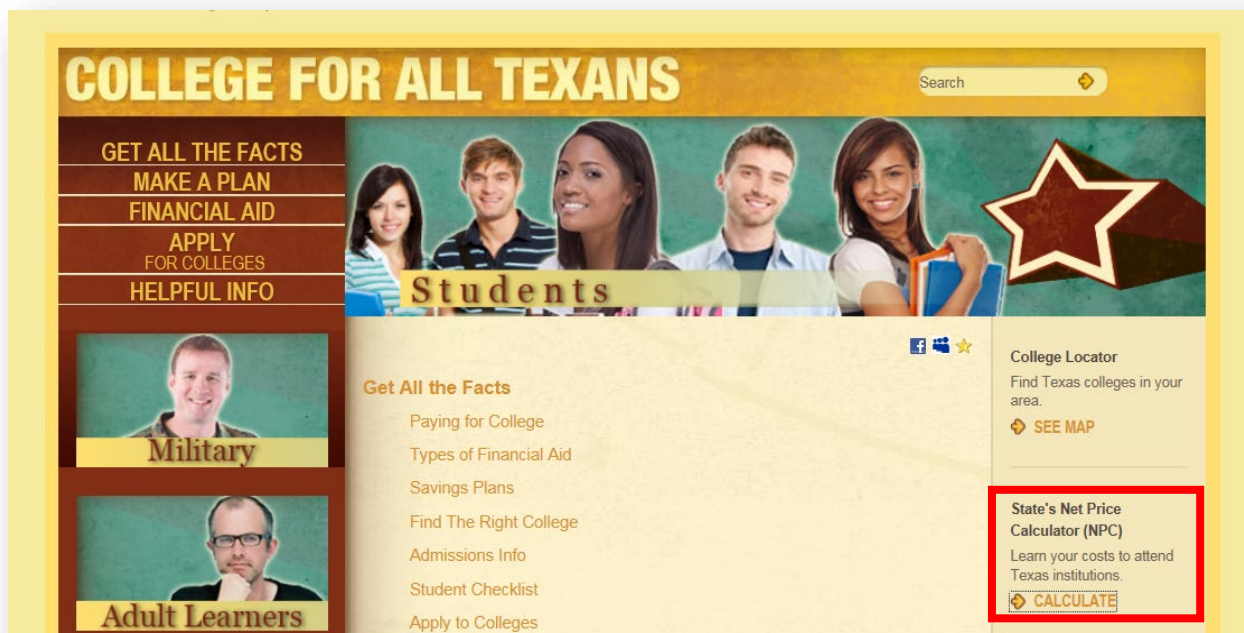 COLLEGE FOR ALL TEXANS
Search
GET ALL THE FACTS
MAKE A PLAN
FINANCIAL AID
APPLY
FOR COLLEGES
HELPFUL INFO
Students
Military
Adult Learners
Get All the Facts
Paying for College
Types of Financial Aid
Savings Plans
Find The Right College
Admissions Info
Student Checklist
Apply to Colleges
College Locator
Find Texas colleges in your
area.
SEE MAP
State's Net Price
Calculator (NPC)
Learn your costs to attend
Texas institutions.
CALCULATE